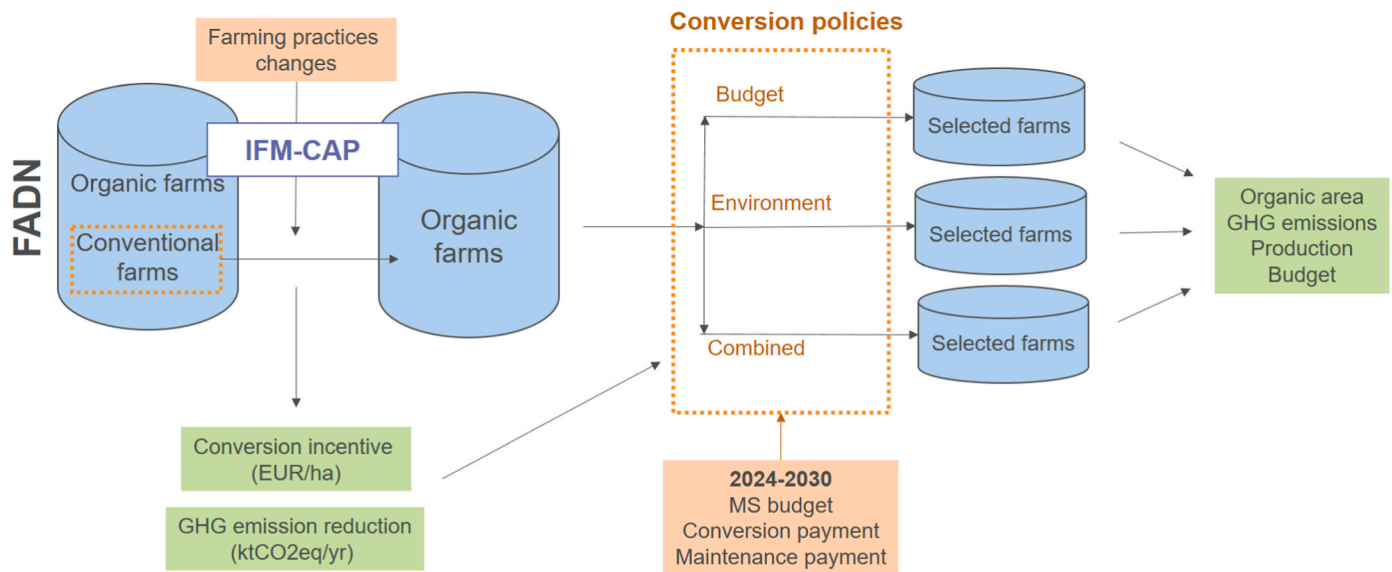 Farming practices
changes
IFM-CAP
FADN
Organic farms
Conventional
farms
Organic
farms
Conversion incentive
(EUR/ha)
GHG emission reduction
(ktCO2eq/yr)
Conversion policies
Budget
Environment
Combined
2024-2030
MS budget
Conversion payment
Maintenance payment
Selected farms
Selected farms
Selected farms
Organic area
GHG emissions
Production
Budget